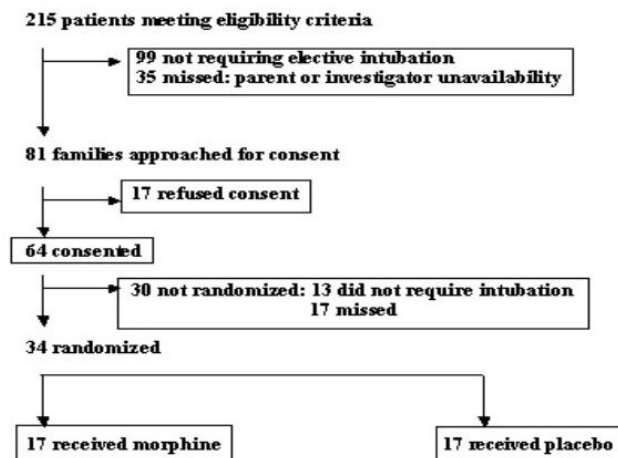 215 patients meeting eligibility criteria
99 not requiring elective intubation
35 missed: parent or investigator unavailability
81 families approached for consent
17 refused consent
64 consented
30 not randomized: 13 did not require intubation
17 missed
34 randomized
17 received morphine
17 received placebo